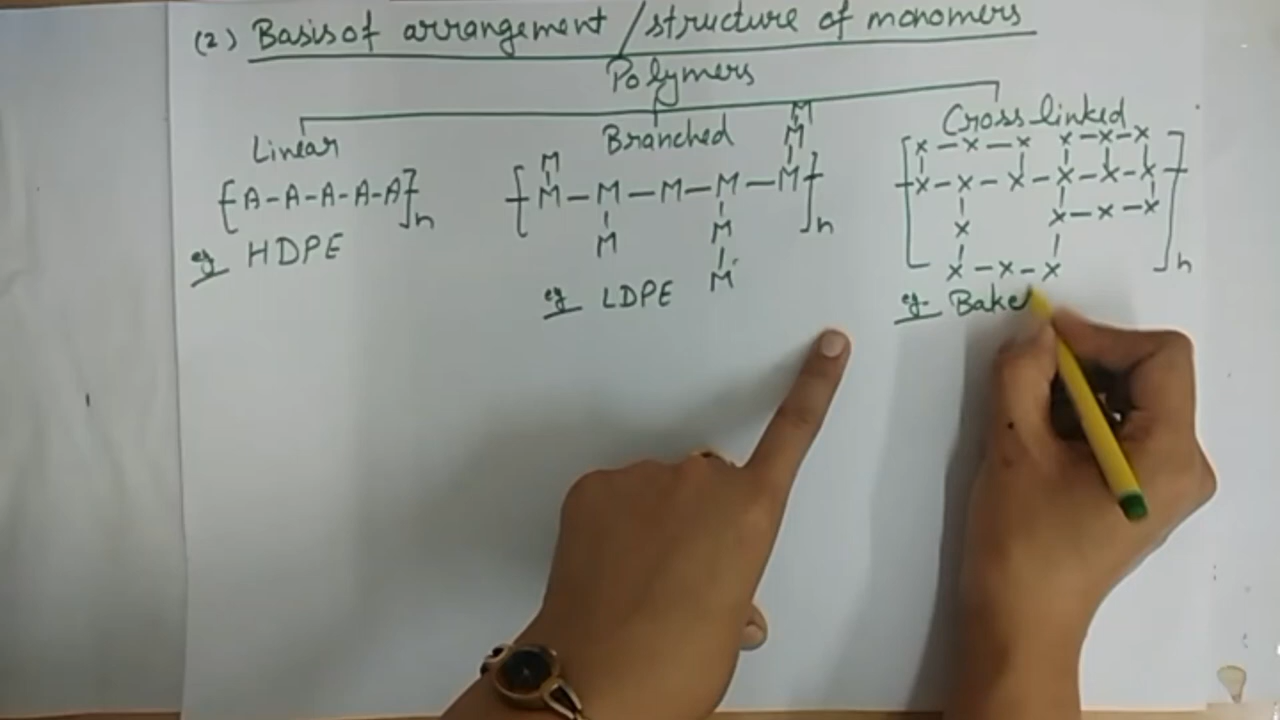 (2) Basis of arrangement / structure of monomers
Polymers
Linear
[A-A-A-A-A]n
eg HDPE
Branched
M M
M
[M-M-M-M-M]n
M M
M
eg LDPE
Cross linked
[x-x-x x-x-x
x-x-x-x-x-x
x x-x-x
x-x-x]n
eg. Bake